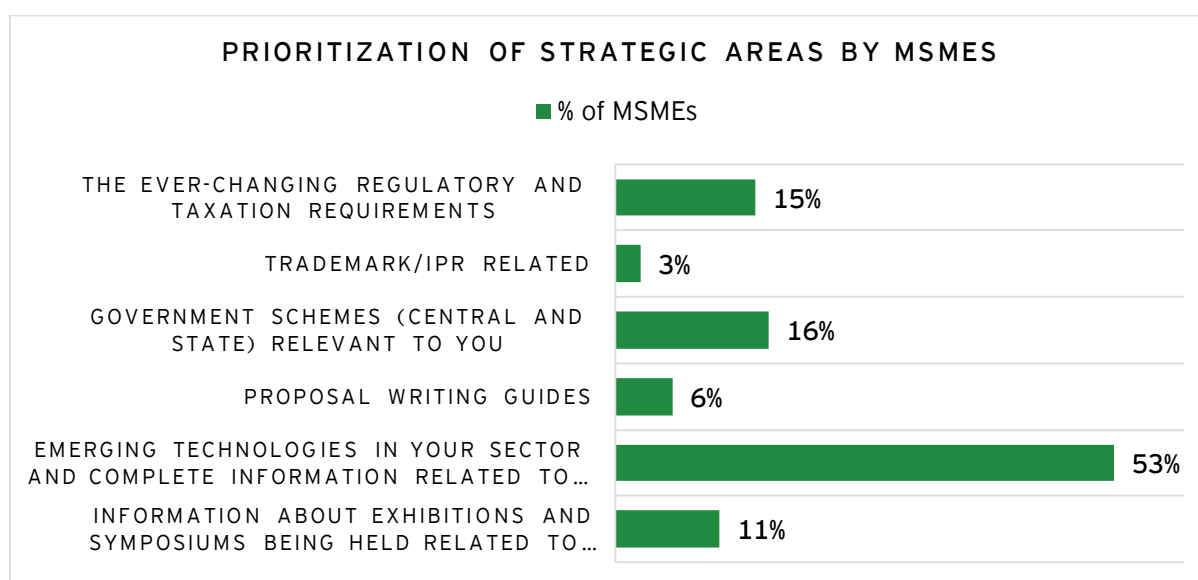 PRIORITIZATION OF STRATEGIC AREAS BY MSMES
% of MSMEs
THE EVER-CHANGING REGULATORY AND
TAXATION REQUIREMENTS
15%
TRADEMARK/IPR RELATED
3%
GOVERNMENT SCHEMES (CENTRAL AND
STATE) RELEVANT TO YOU
16%
PROPOSAL WRITING GUIDES
6%
EMERGING TECHNOLOGIES IN YOUR SECTOR
AND COMPLETE INFORMATION RELATED TO…
53%
INFORMATION ABOUT EXHIBITIONS AND
SYMPOSIUMS BEING HELD RELATED TO…
11%